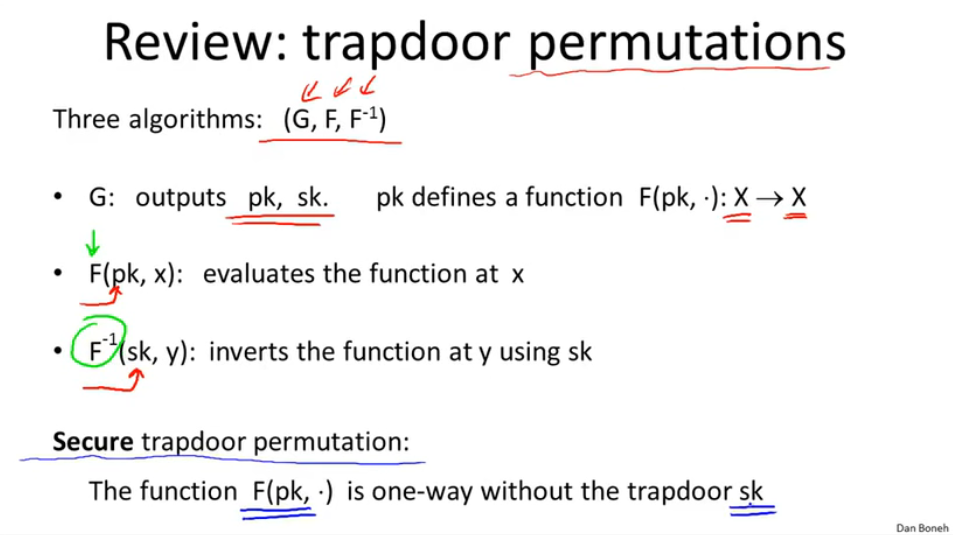 Review: trapdoor permutations
Three algorithms: (G, F, F⁻¹)
• G: outputs pk, sk. pk defines a function F(pk, ·): X → X
• F(pk, x): evaluates the function at x
• F⁻¹(sk, y): inverts the function at y using sk
Secure trapdoor permutation:
The function F(pk, ·) is one-way without the trapdoor sk
Dan Boneh